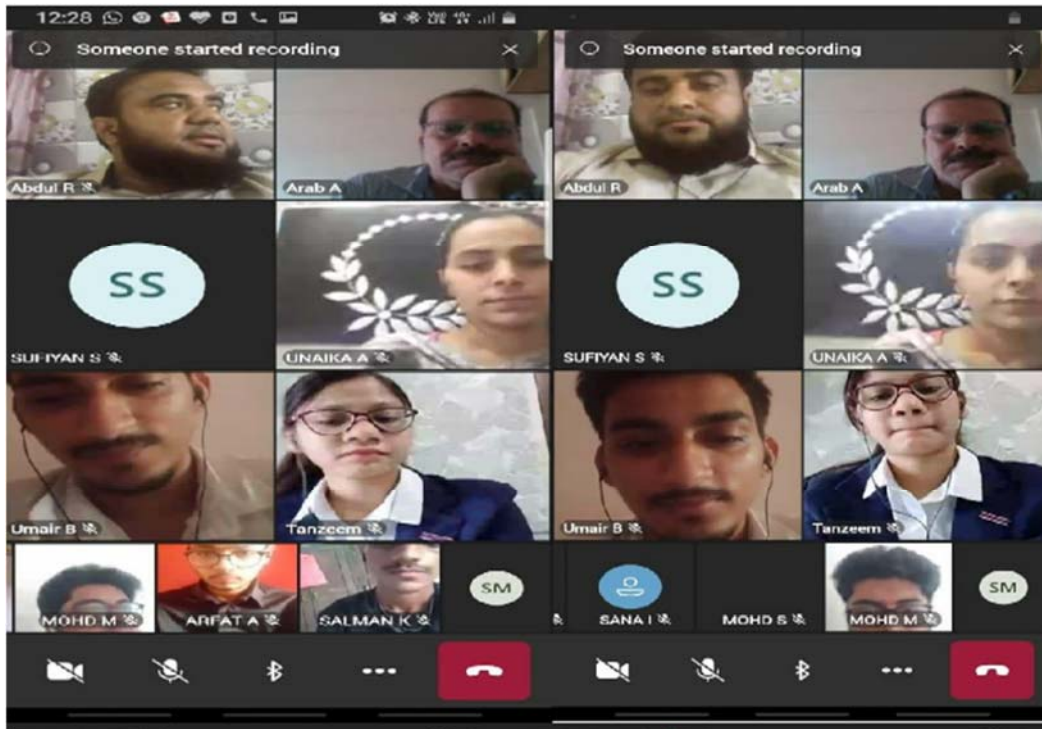 12:28
Someone started recording
Abdul R
Arab A
SS
SUFIYAN S
UNAIKA A
Umair B
Tanzeem
MOHD M
ARFAT A
SALMAN K
SM
Someone started recording
Abdul R
Arab A
SS
SUFIYAN S
UNAIKA A
Umair B
Tanzeem
SANA I
MOHD S
MOHD M
SM